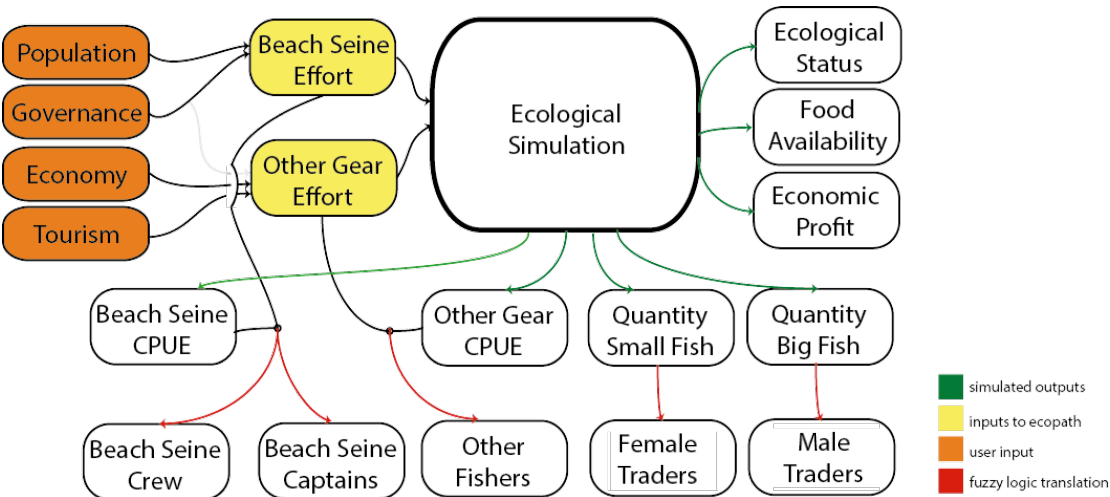 Population
Governance
Economy
Tourism
Beach Seine
Effort
Other Gear
Effort
Ecological
Simulation
Ecological
Status
Food
Availability
Economic
Profit
Beach Seine
CPUE
Other Gear
CPUE
Quantity
Small Fish
Quantity
Big Fish
Beach Seine
Crew
Beach Seine
Captains
Other
Fishers
Female
Traders
Male
Traders
simulated outputs
inputs to ecopath
user input
fuzzy logic translation